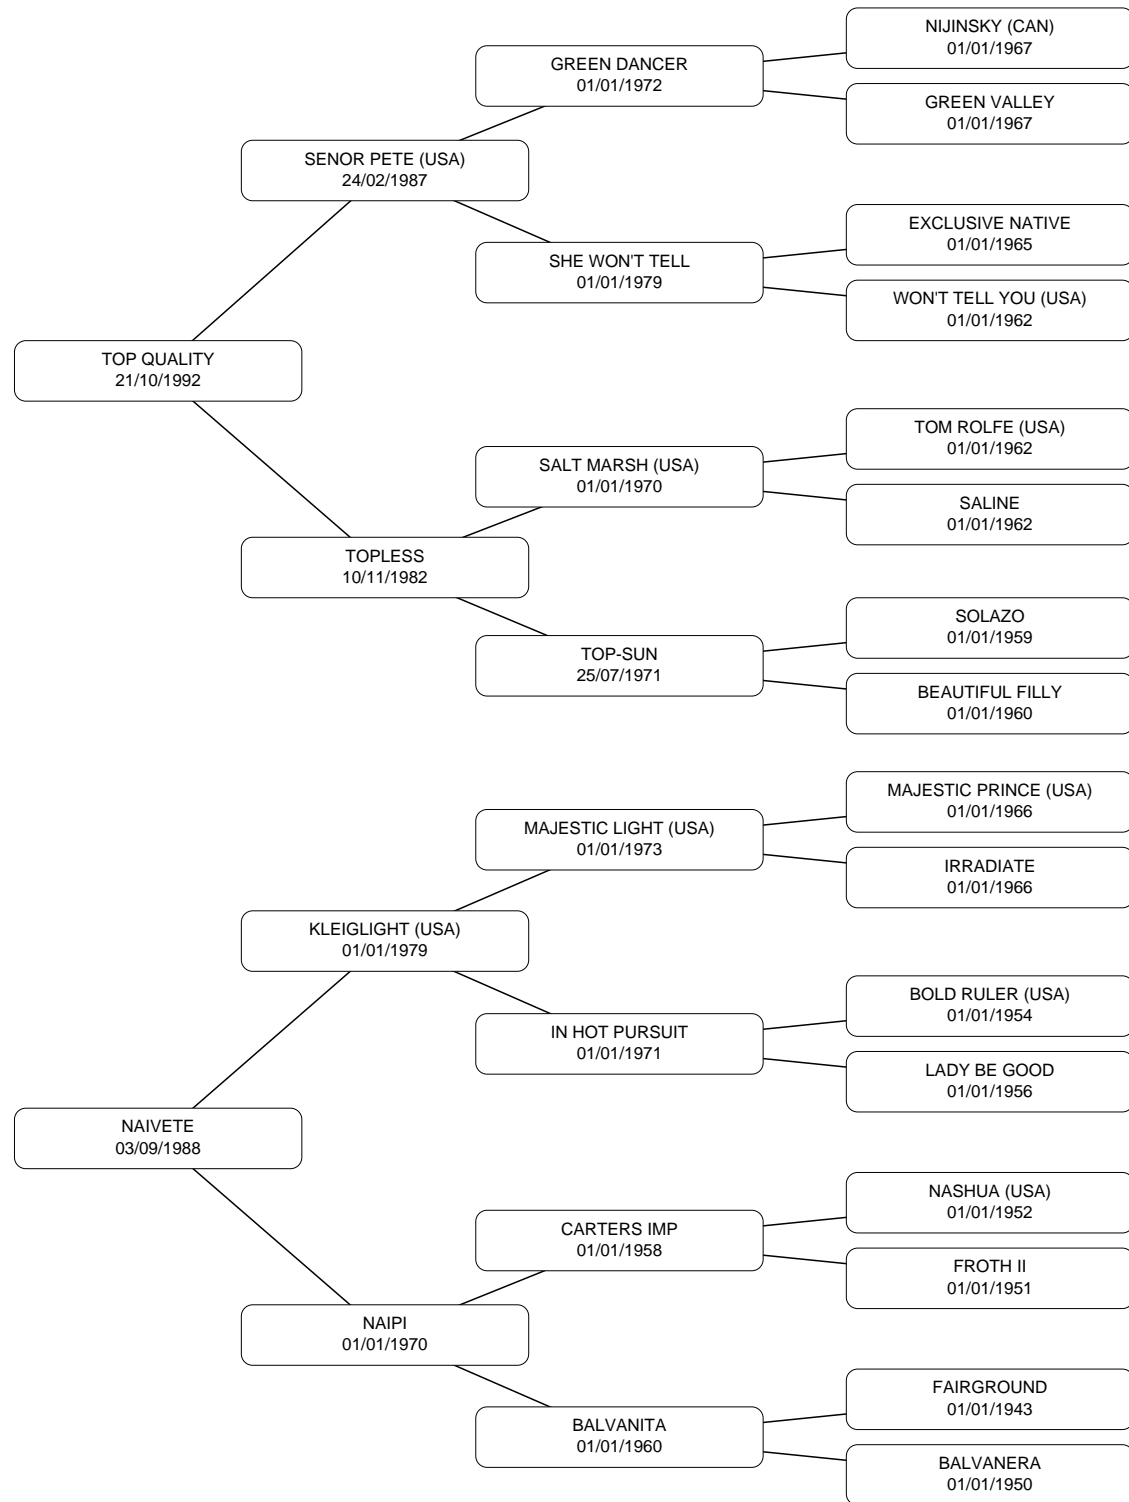 NIJINSKY (CAN)
01/01/1967
GREEN DANCER
01/01/1972
GREEN VALLEY
01/01/1967
SENOR PETE (USA)
24/02/1987
EXCLUSIVE NATIVE
01/01/1965
SHE WON'T TELL
01/01/1979
WON'T TELL YOU (USA)
01/01/1962
TOP QUALITY
21/10/1992
TOM ROLFE (USA)
01/01/1962
SALT MARSH (USA)
01/01/1970
SALINE
01/01/1962
TOPLESS
10/11/1982
SOLAZO
01/01/1959
TOP-SUN
25/07/1971
BEAUTIFUL FILLY
01/01/1960
MAJESTIC PRINCE (USA)
01/01/1966
MAJESTIC LIGHT (USA)
01/01/1973
IRRADIATE
01/01/1966
KLEIGLIGHT (USA)
01/01/1979
BOLD RULER (USA)
01/01/1954
IN HOT PURSUIT
01/01/1971
LADY BE GOOD
01/01/1956
NAIVETE
03/09/1988
NASHUA (USA)
01/01/1952
CARTERS IMP
01/01/1958
FROTH II
01/01/1951
NAIPI
01/01/1970
FAIRGROUND
01/01/1943
BALVANITA
01/01/1960
BALVANERA
01/01/1950